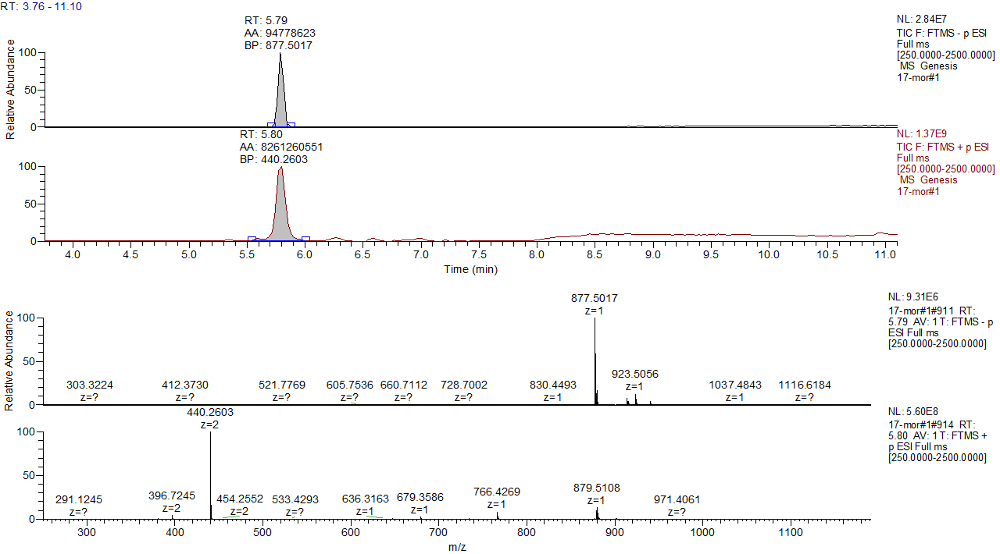 RT: 3.76 - 11.10
RT: 5.79
AA: 94778623
BP: 877.5017
NL: 2.84E7
TIC F: FTMS - p ESI
Full ms
[250.0000-2500.0000]
MS Genesis
17-mor#1
Relative Abundance
100
50
0
RT: 5.80
AA: 8261260551
BP: 440.2603
NL: 1.37E9
TIC F: FTMS + p ESI
Full ms
[250.0000-2500.0000]
MS Genesis
17-mor#1
100
50
0
4.0 4.5 5.0 5.5 6.0 6.5 7.0 7.5 8.0 8.5 9.0 9.5 10.0 10.5 11.0
Time (min)
877.5017
z=1
NL: 9.31E6
17-mor#1#911 RT:
5.79 AV: 1 T: FTMS - p
ESI Full ms
[250.0000-2500.0000]
Relative Abundance
100
50
0
303.3224 412.3730 521.7769 605.7536 660.7112 728.7002 830.4493 923.5056 1037.4843 1116.6184
z=? z=? z=? z=? z=? z=? z=1 z=1 z=1 z=?
440.2603
z=2
NL: 5.60E8
17-mor#1#914 RT:
5.80 AV: 1 T: FTMS +
p ESI Full ms
[250.0000-2500.0000]
100
50
0
291.1245 396.7245 454.2552 533.4293 636.3163 679.3586 766.4269 879.5108 971.4061
z=? z=2 z=2 z=? z=1 z=1 z=1 z=1 z=?
300 400 500 600 700 800 900 1000 1100
m/z